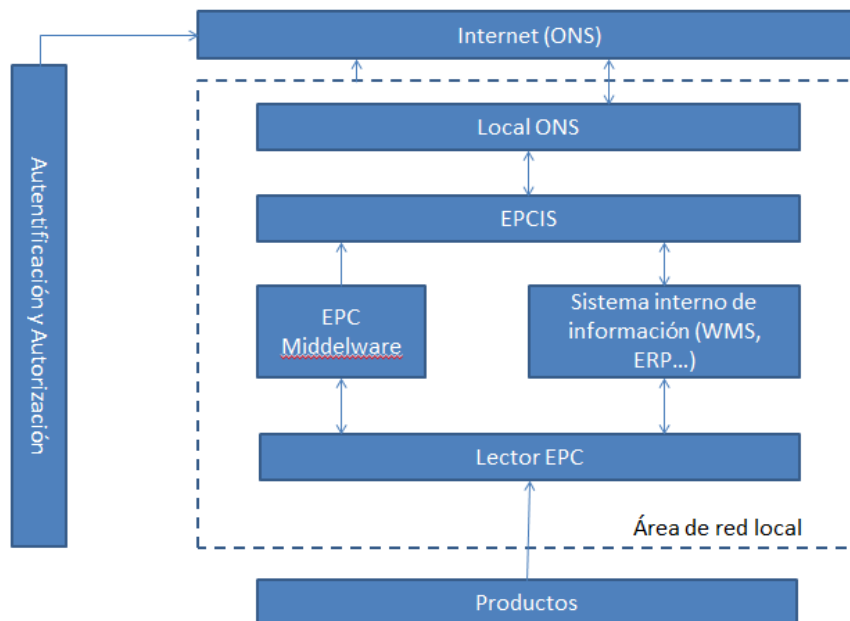 Internet (ONS)
Autentificación y Autorización
Local ONS
EPCIS
EPC
Middelware
Sistema interno de
información (WMS,
ERP...)
Lector EPC
Área de red local
Productos